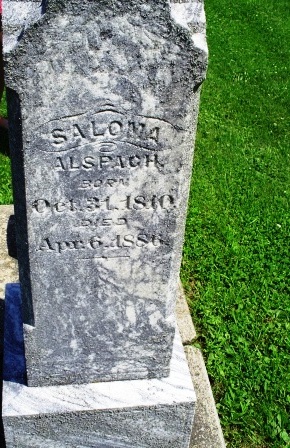 SALOMA
ALSPACH
BORN
Oct. 31, 1810.
DIED
Apr. 6, 1886.